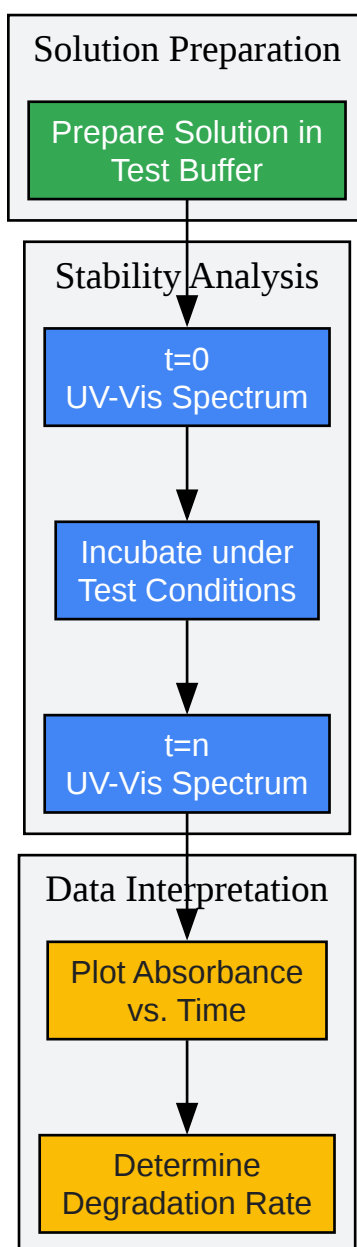 Solution Preparation
Prepare Solution in
Test Buffer
Stability Analysis
t=0
UV-Vis Spectrum
Incubate under
Test Conditions
t=n
UV-Vis Spectrum
Data Interpretation
Plot Absorbance
vs. Time
Determine
Degradation Rate